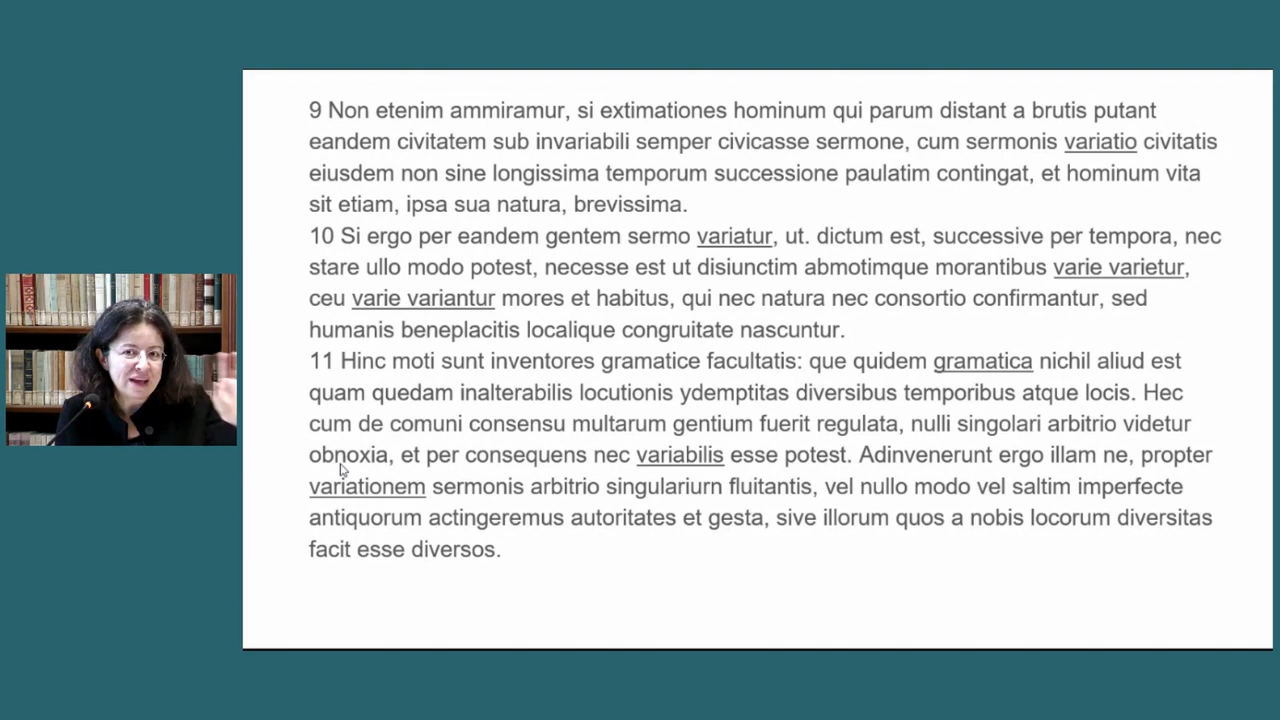 9 Non etenim ammiramur, si extimationes hominum qui parum distant a brutis putant
eandem civitatem sub invariabili semper civicasse sermone, cum sermonis variatio civitatis
eiusdem non sine longissima temporum successione paulatim contingat, et hominum vita
sit etiam, ipsa sua natura, brevissima.
10 Si ergo per eandem gentem sermo variatur, ut. dictum est, successive per tempora, nec
stare ullo modo potest, necesse est ut disiunctim abmotimque morantibus varie varietur,
ceu varie variantur mores et habitus, qui nec natura nec consortio confirmantur, sed
humanis beneplacitis localique congruitate nascuntur.
11 Hinc moti sunt inventores gramatice facultatis: que quidem gramatica nichil aliud est
quam quedam inalterabilis locutionis ydemptitas diversibus temporibus atque locis. Hec
cum de comuni consensu multarum gentium fuerit regulata, nulli singolari arbitrio videtur
obnoxia, et per consequens nec variabilis esse potest. Adinvenerunt ergo illam ne, propter
variationem sermonis arbitrio singulariurn fluitantis, vel nullo modo vel saltim imperfecte
antiquorum actingeremus autoritates et gesta, sive illorum quos a nobis locorum diversitas
facit esse diversos.